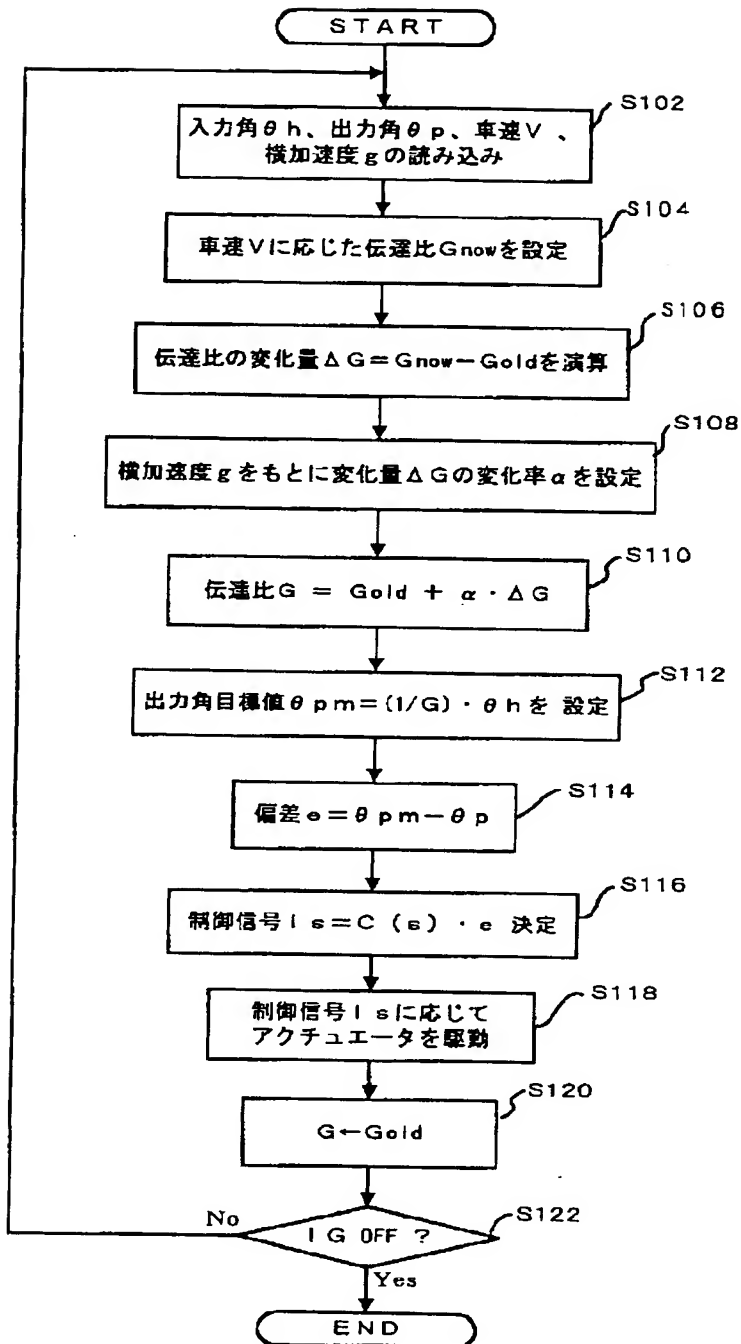 START
S102
入力角θh、出力角θp、車速V、
横加速度gの読み込み
S104
車速Vに応じた伝達比Gnowを設定
S106
伝達比の変化量ΔG=Gnow-Goldを演算
S108
横加速度gをもとに変化量ΔGの変化率αを設定
S110
伝達比G = Gold + α・ΔG
S112
出力角目標値θpm=(1/G)・θhを 設定
S114
偏差e=θpm-θp
S116
制御信号Is=C(s)・e 決定
S118
制御信号Isに応じて
アクチュエータを駆動
S120
G←Gold
S122
No
IG OFF ?
Yes
END